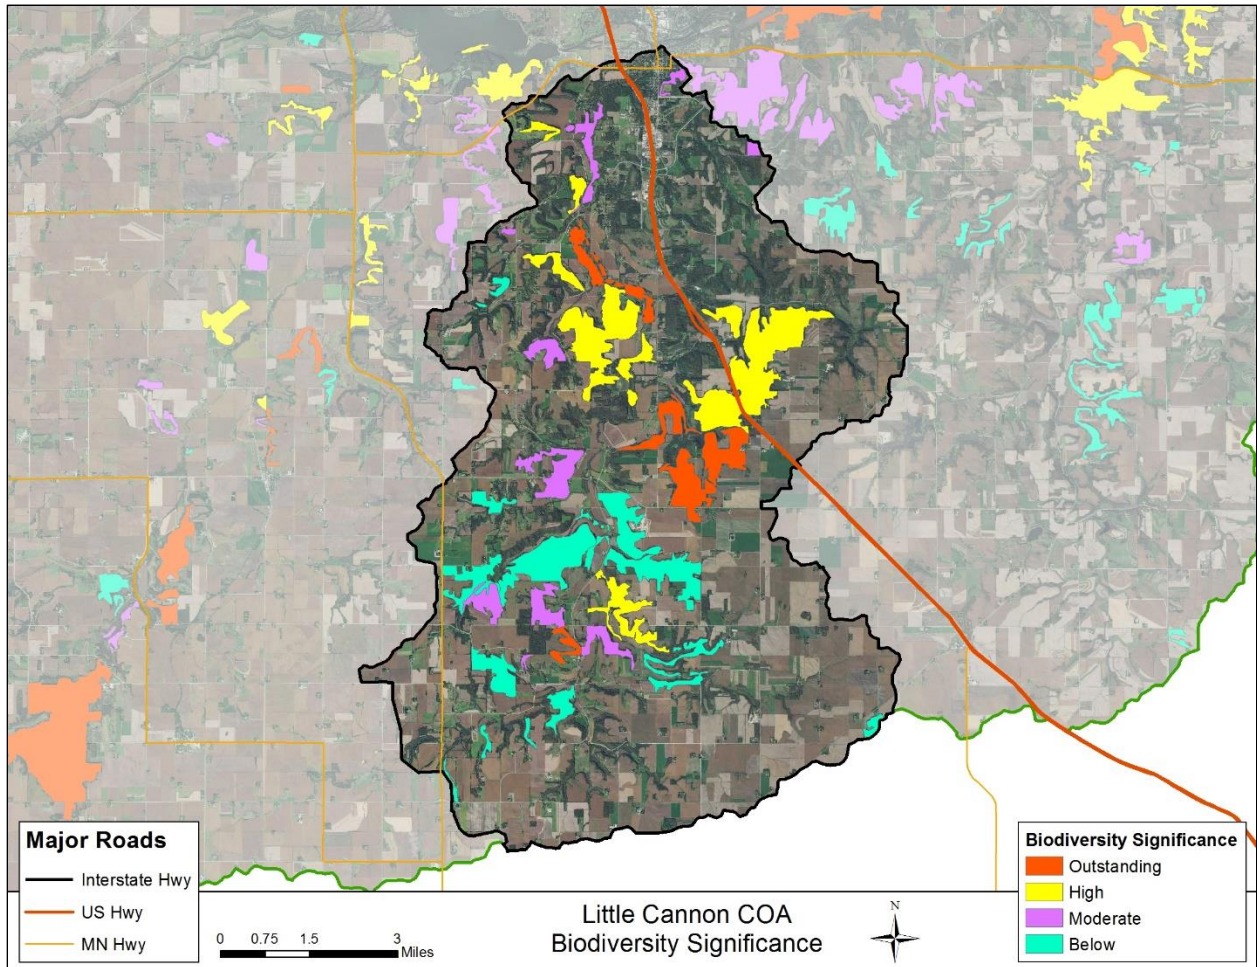 Major Roads
Interstate Hwy
US Hwy
MN Hwy
0 0.75 1.5 3
Miles
Little Cannon COA
Biodiversity Significance
N
Biodiversity Significance
Outstanding
High
Moderate
Below